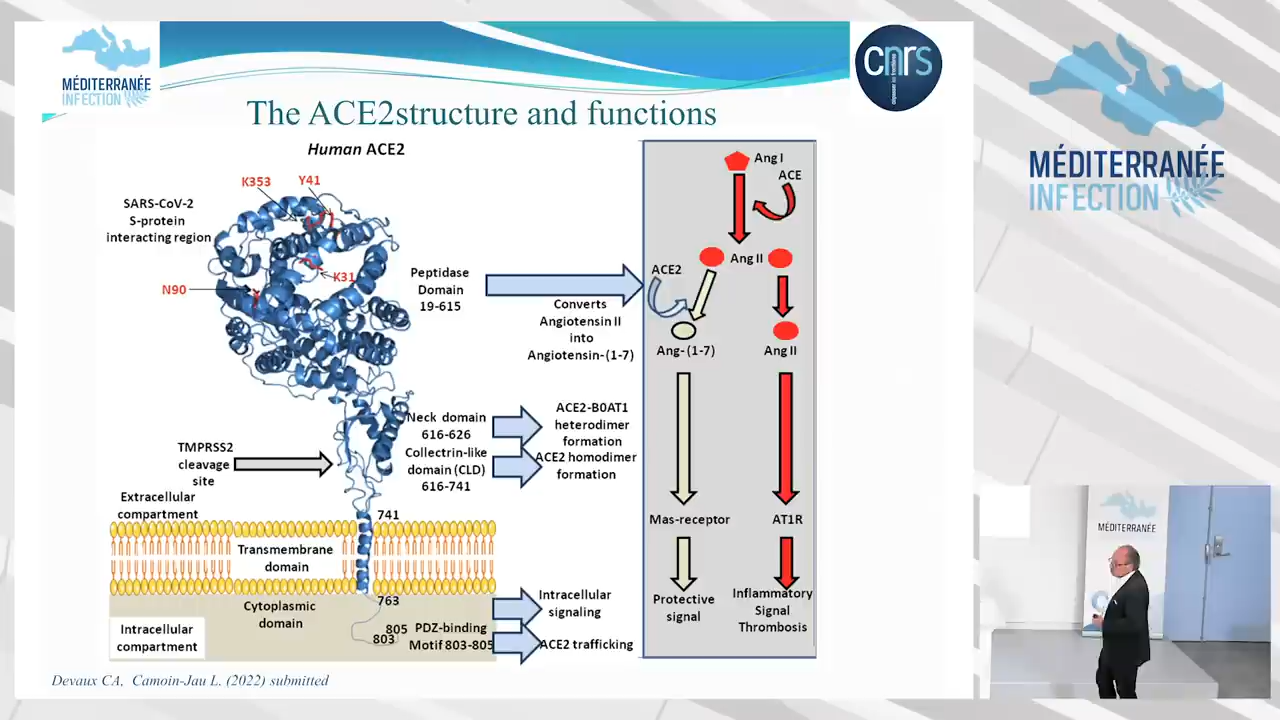 MÉDITERRANÉE
INFECTION
cnrs
The ACE2structure and functions
Human ACE2
K353
Y41
SARS-CoV-2
S-protein
interacting region
N90
K31
Peptidase
Domain
19-615
Converts
Angiotensin II
into
Angiotensin-(1-7)
Neck domain
616-626
Collectrin-like
domain (CLD)
616-741
ACE2-B0AT1
heterodimer
formation
ACE2 homodimer
formation
TMPRSS2
cleavage
site
Extracellular
compartment
741
Transmembrane
domain
763
Cytoplasmic
domain
Intracellular
compartment
805
803
PDZ-binding
Motif 803-805
Intracellular
signaling
ACE2 trafficking
Ang I
ACE
Ang II
ACE2
Ang- (1-7)
Ang II
Mas-receptor
AT1R
Protective
signal
Inflammatory
Signal
Thrombosis
Devaux CA, Camoin-Jau L. (2022) submitted
MÉDITERRANÉE
INFECTION
MÉDITERRANÉE